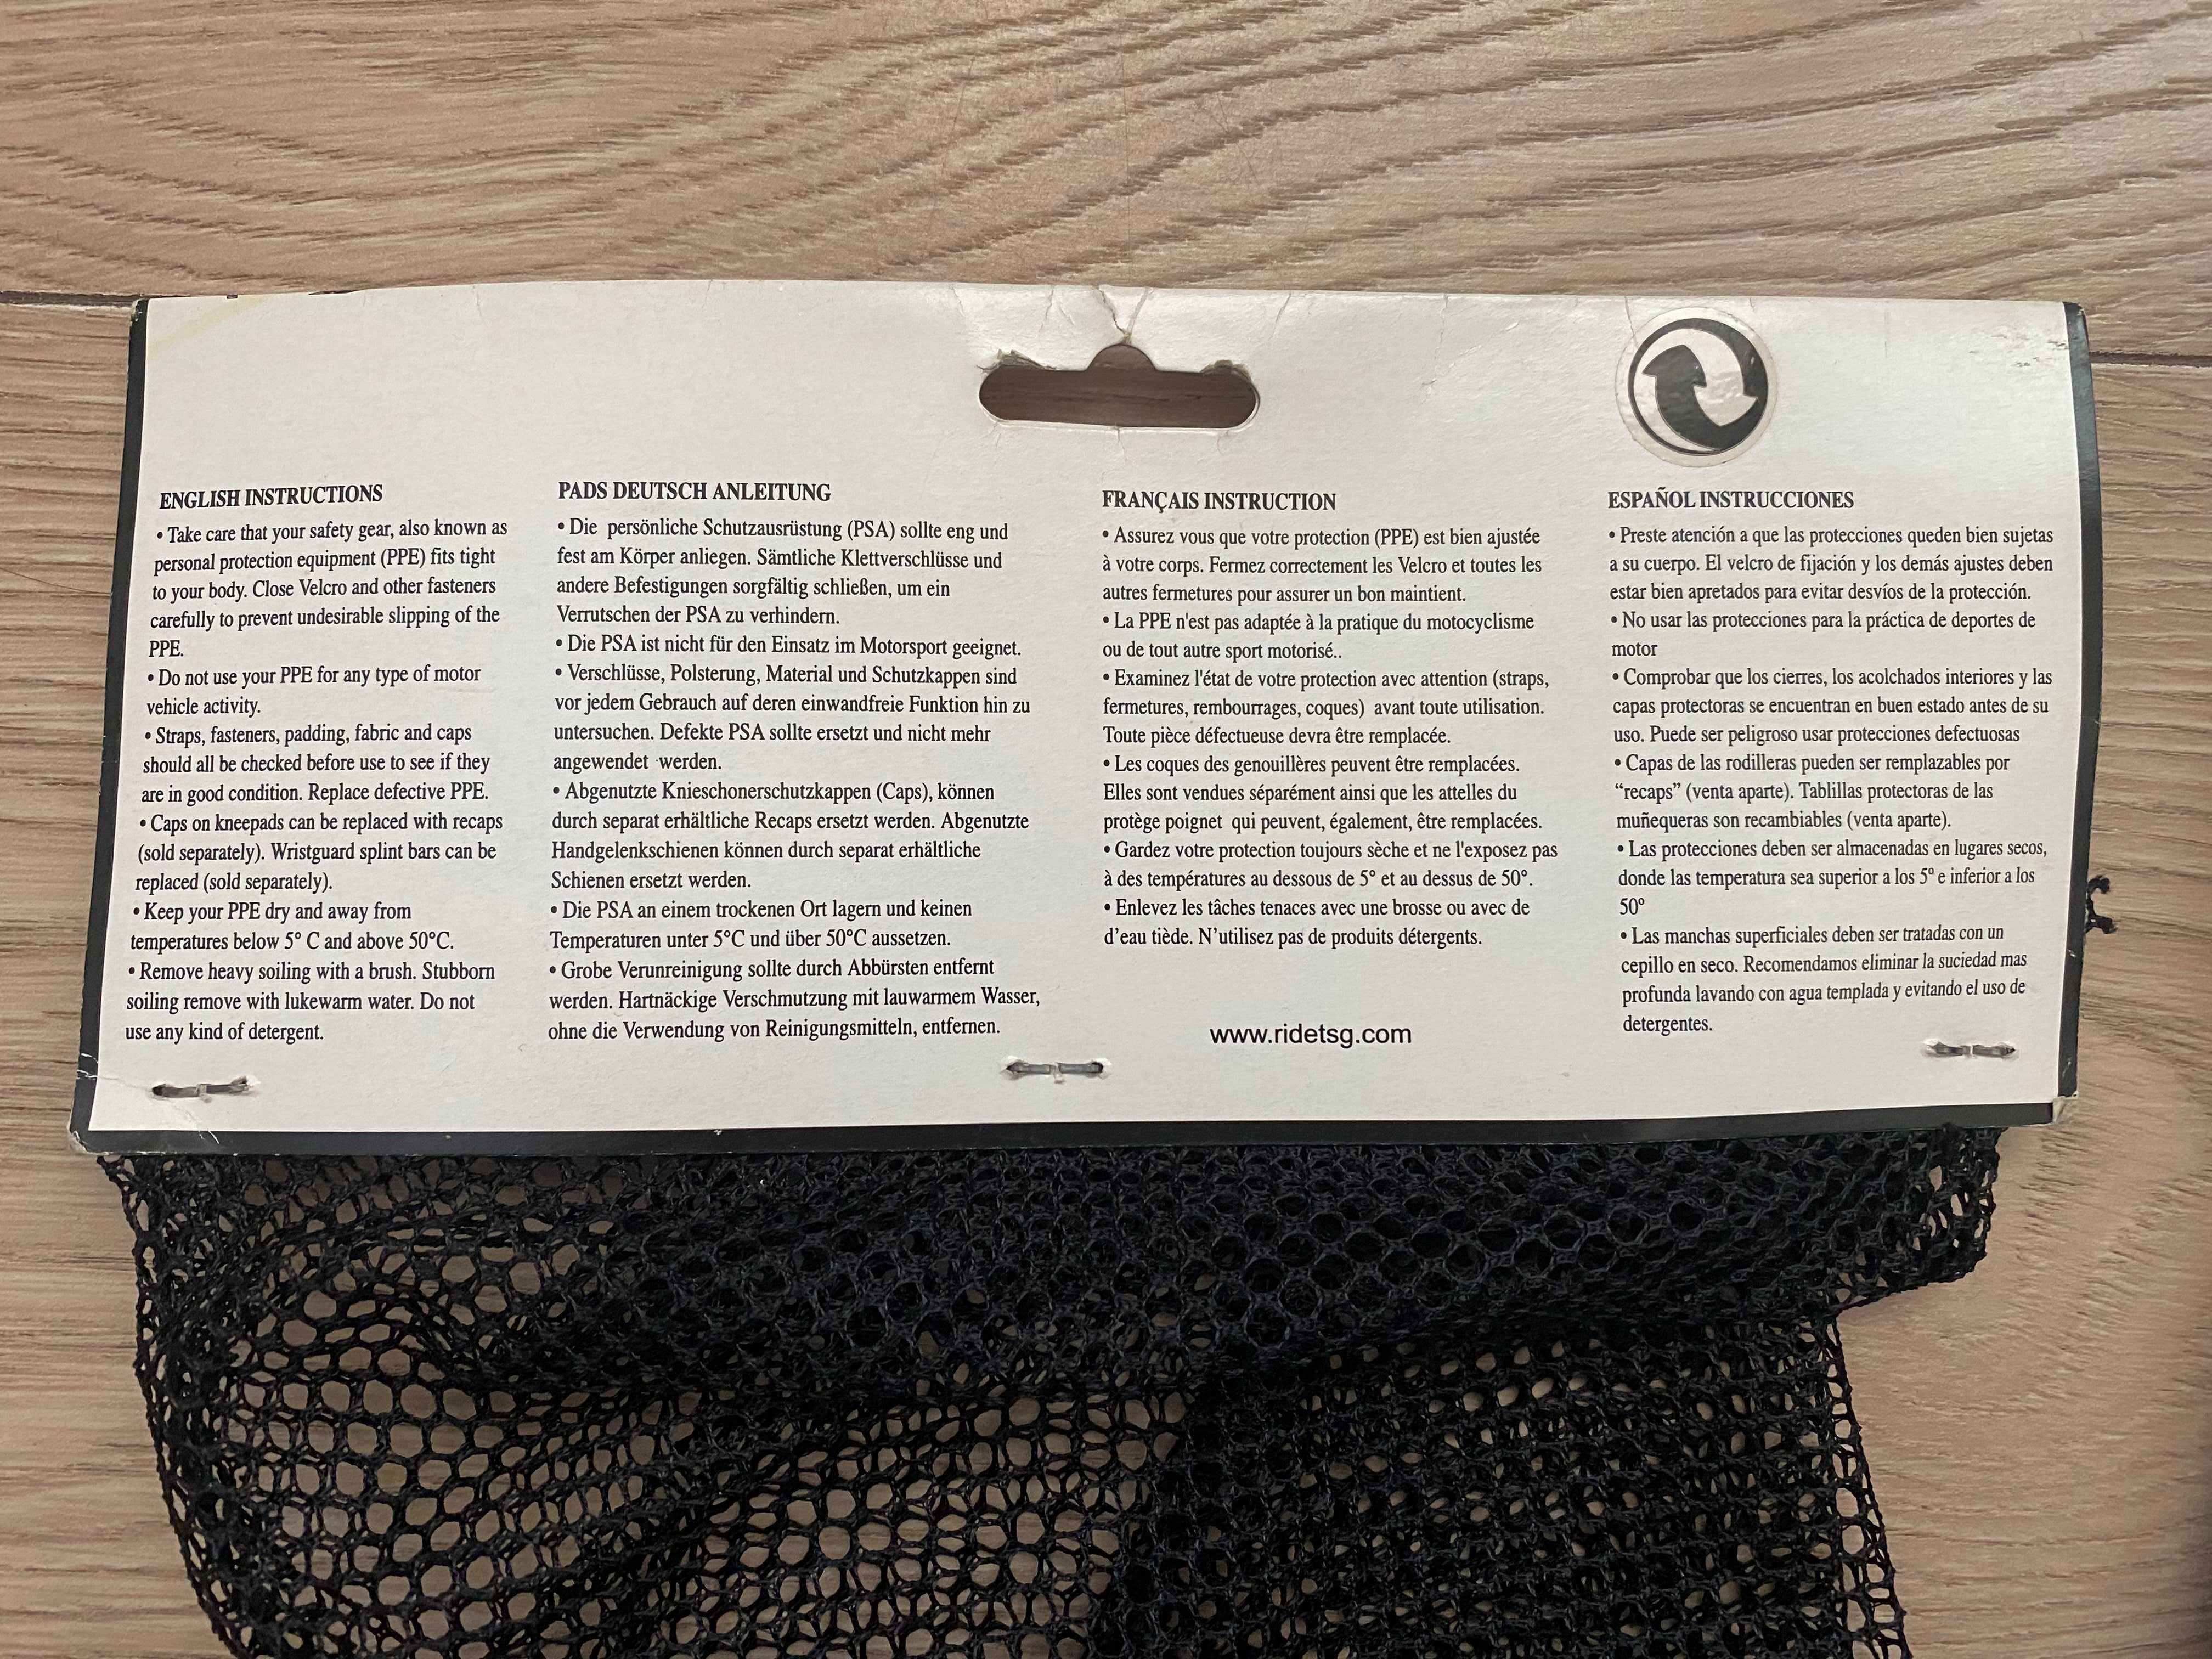 ENGLISH INSTRUCTIONS
• Take care that your safety gear, also known as
personal protection equipment (PPE) fits tight
to your body. Close Velcro and other fasteners
carefully to prevent undesirable slipping of the
PPE.
• Do not use your PPE for any type of motor
vehicle activity.
• Straps, fasteners, padding, fabric and caps
should all be checked before use to see if they
are in good condition. Replace defective PPE.
• Caps on kneepads can be replaced with recaps
(sold separately). Wristguard splint bars can be
replaced (sold separately).
• Keep your PPE dry and away from
temperatures below 5° C and above 50°C.
• Remove heavy soiling with a brush. Stubborn
soiling remove with lukewarm water. Do not
use any kind of detergent.
PADS DEUTSCH ANLEITUNG
• Die persönliche Schutzausrüstung (PSA) sollte eng und
fest am Körper anliegen. Sämtliche Klettverschlüsse und
andere Befestigungen sorgfältig schließen, um ein
Verrutschen der PSA zu verhindern.
• Die PSA ist nicht für den Einsatz im Motorsport geeignet.
• Verschlüsse, Polsterung, Material und Schutzkappen sind
vor jedem Gebrauch auf deren einwandfreie Funktion hin zu
untersuchen. Defekte PSA sollte ersetzt und nicht mehr
angewendet werden.
• Abgenutzte Knieschonerschutzkappen (Caps), können
durch separat erhältliche Recaps ersetzt werden. Abgenutzte
Handgelenkschienen können durch separat erhältliche
Schienen ersetzt werden.
• Die PSA an einem trockenen Ort lagern und keinen
Temperaturen unter 5°C und über 50°C aussetzen.
• Grobe Verunreinigung sollte durch Abbürsten entfernt
werden. Hartnäckige Verschmutzung mit lauwarmem Wasser,
ohne die Verwendung von Reinigungsmitteln, entfernen.
FRANÇAIS INSTRUCTION
• Assurez vous que votre protection (PPE) est bien ajustée
à votre corps. Fermez correctement les Velcro et toutes les
autres fermetures pour assurer un bon maintient.
• La PPE n'est pas adaptée à la pratique du motocyclisme
ou de tout autre sport motorisé..
• Examinez l'état de votre protection avec attention (straps,
fermetures, rembourrages, coques) avant toute utilisation.
Toute pièce défectueuse devra être remplacée.
• Les coques des genouillères peuvent être remplacées.
Elles sont vendues séparément ainsi que les attelles du
protège poignet qui peuvent, également, être remplacées.
• Gardez votre protection toujours sèche et ne l'exposez pas
à des températures au dessous de 5° et au dessus de 50°.
• Enlevez les tâches tenaces avec une brosse ou avec de
d’eau tiède. N’utilisez pas de produits détergents.
www.ridetsg.com
ESPAÑOL INSTRUCCIONES
• Preste atención a que las protecciones queden bien sujetas
a su cuerpo. El velcro de fijación y los demás ajustes deben
estar bien apretados para evitar desvíos de la protección.
• No usar las protecciones para la práctica de deportes de
motor
• Comprobar que los cierres, los acolchados interiores y las
capas protectoras se encuentran en buen estado antes de su
uso. Puede ser peligroso usar protecciones defectuosas
• Capas de las rodilleras pueden ser remplazables por
“recaps” (venta aparte). Tablillas protectoras de las
muñequeras son recambiables (venta aparte).
• Las protecciones deben ser almacenadas en lugares secos,
donde las temperatura sea superior a los 5º e inferior a los
50º
• Las manchas superficiales deben ser tratadas con un
cepillo en seco. Recomendamos eliminar la suciedad mas
profunda lavando con agua templada y evitando el uso de
detergentes.